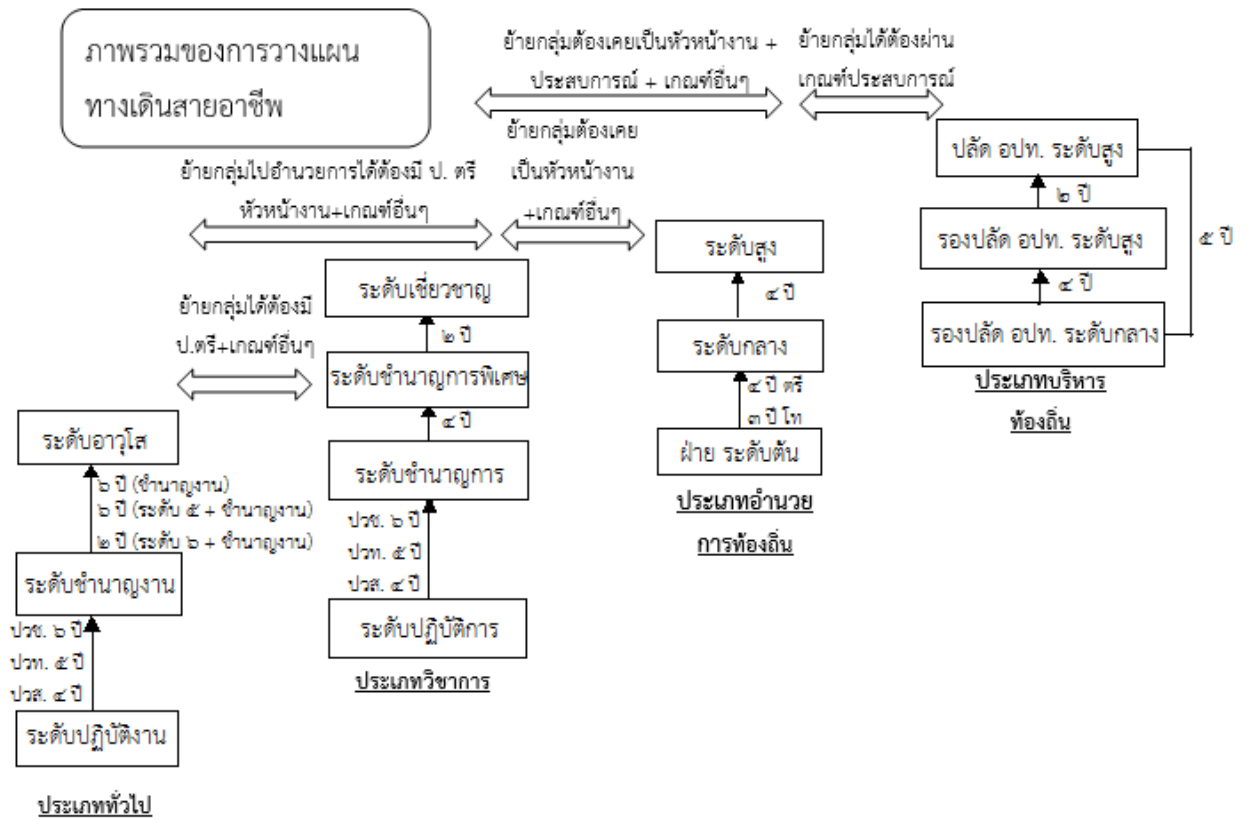 ภาพรวมของการวางแผน
ทางเดินสายอาชีพ
ย้ายกลุ่มต้องเคยเป็นหัวหน้างาน +
ประสบการณ์ + เกณฑ์อื่นๆ
ย้ายกลุ่มได้ต้องผ่าน
เกณฑ์ประสบการณ์
ย้ายกลุ่มไปอำนวยการได้ต้องมี ป. ตรี
หัวหน้างาน+เกณฑ์อื่นๆ
ย้ายกลุ่มต้องเคย
เป็นหัวหน้างาน
+เกณฑ์อื่นๆ
ย้ายกลุ่มได้ต้องมี
ป.ตรี+เกณฑ์อื่นๆ
ระดับอาวุโส
๖ ปี (ชำนาญงาน)
๖ ปี (ระดับ ๕ + ชำนาญงาน)
๒ ปี (ระดับ ๖ + ชำนาญงาน)
ระดับชำนาญงาน
ปวช. ๖ ปี
ปวท. ๕ ปี
ปวส. ๔ ปี
ระดับปฏิบัติงาน
ประเภททั่วไป
ระดับเชี่ยวชาญ
๒ ปี
ระดับชำนาญการพิเศษ
๔ ปี
ระดับชำนาญการ
ปวช. ๖ ปี
ปวท. ๕ ปี
ปวส. ๔ ปี
ระดับปฏิบัติการ
ประเภทวิชาการ
ระดับสูง
๔ ปี
ระดับกลาง
๔ ปี ตรี
๓ ปี โท
ฝ่าย ระดับต้น
ประเภทอำนวย
การท้องถิ่น
ปลัด อปท. ระดับสูง
๒ ปี
รองปลัด อปท. ระดับสูง
๕ ปี
๔ ปี
รองปลัด อปท. ระดับกลาง
ประเภทบริหาร
ท้องถิ่น